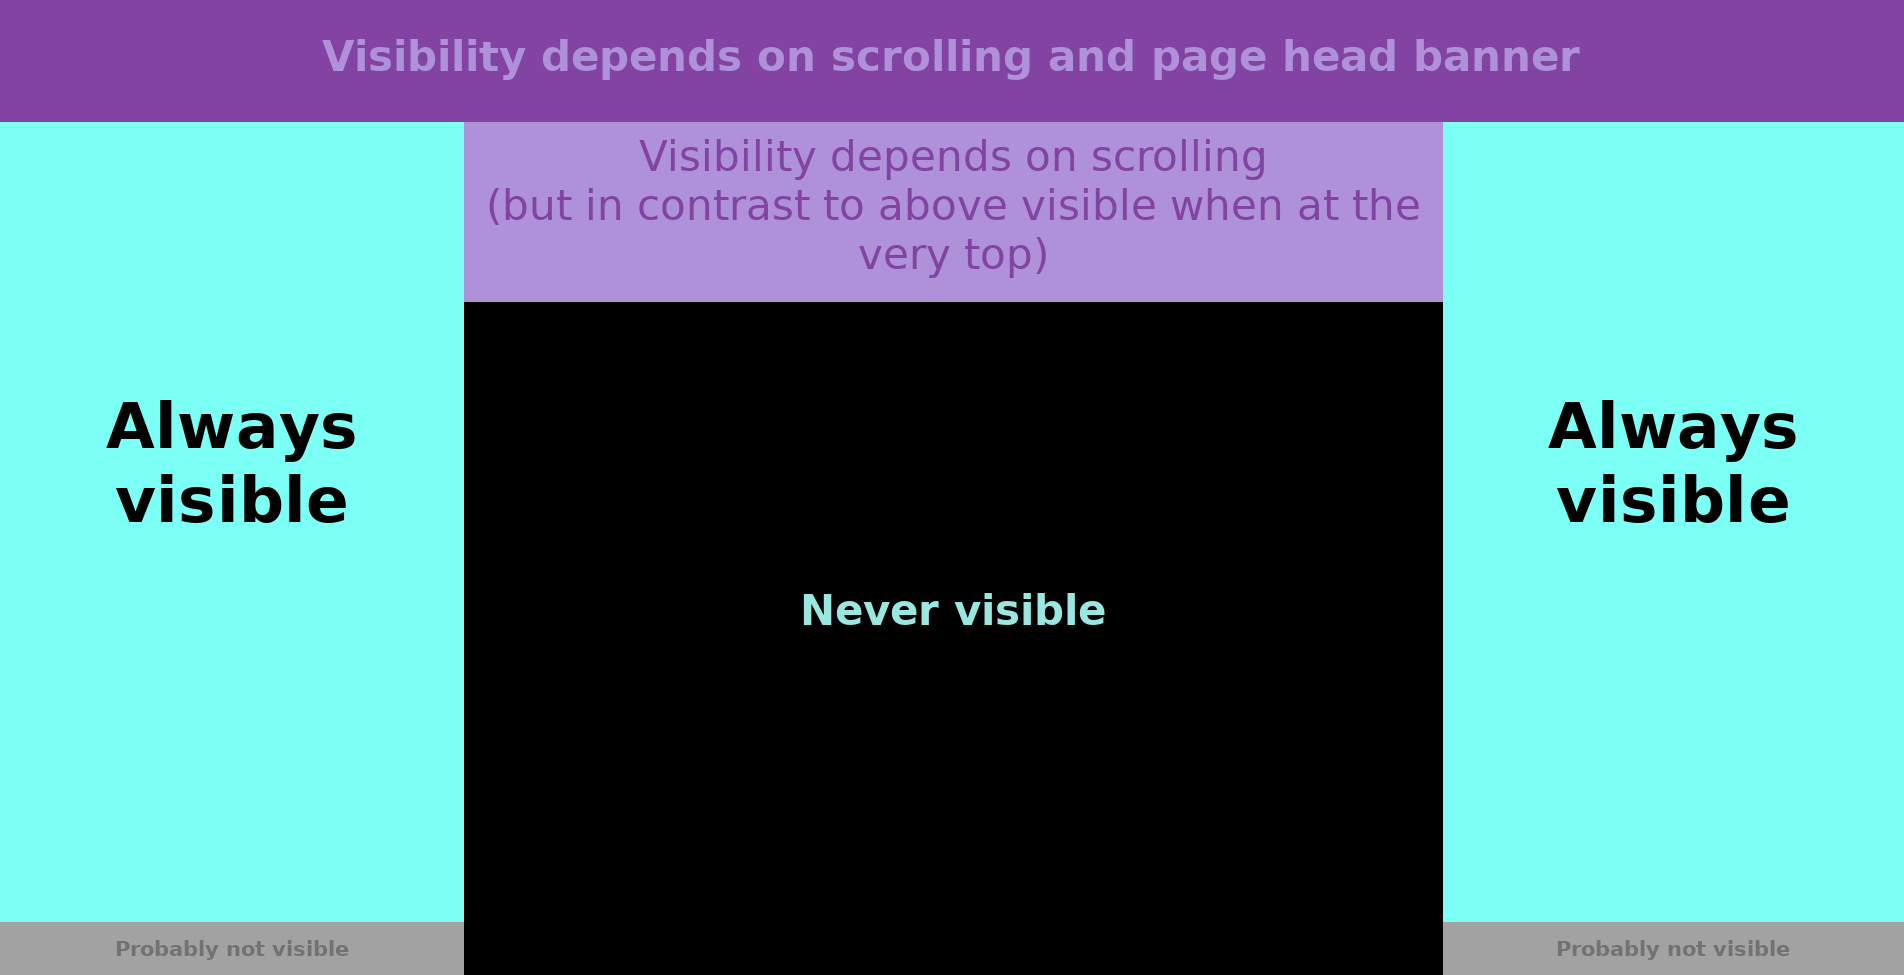 Visibility depends on scrolling and page head banner
Visibility depends on scrolling
(but in contrast to above visible when at the
very top)
Always
visible
Never visible
Always
visible
Probably not visible
Probably not visible